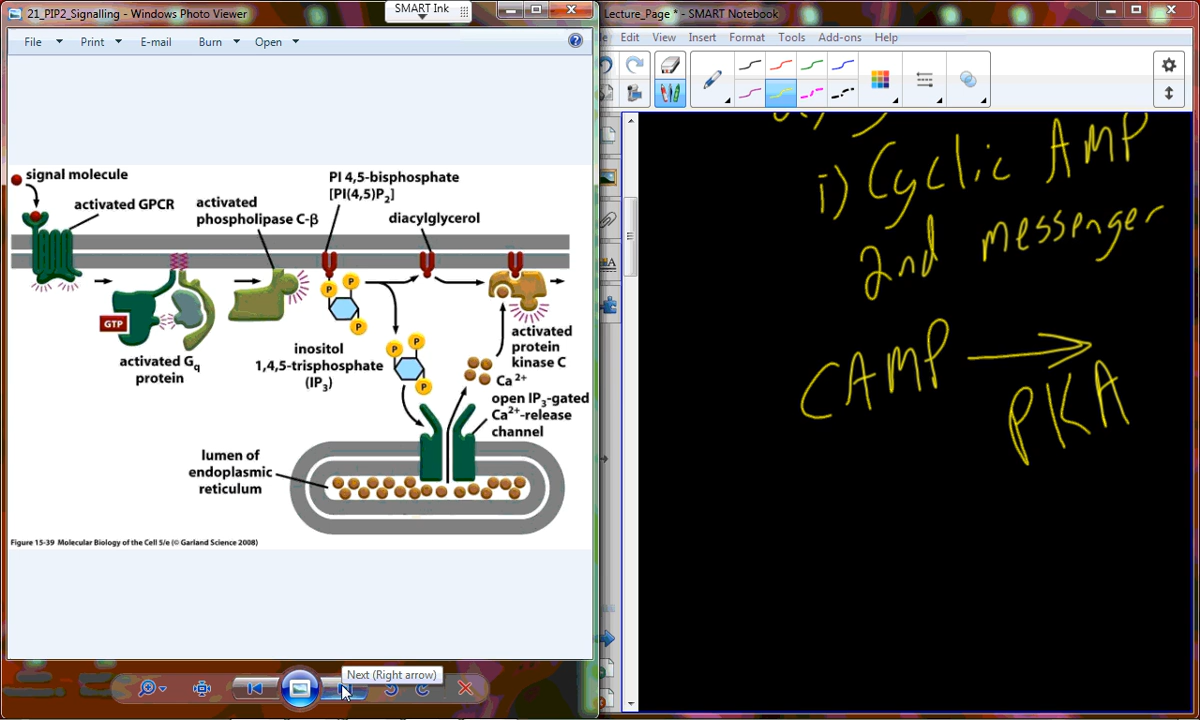 21_PIP2_Signalling - Windows Photo Viewer
SMART Ink
Lecture_Page * - SMART Notebook
File Print E-mail Burn Open
Edit View Insert Format Tools Add-ons Help
signal molecule
activated GPCR
activated
phospholipase C-β
PI 4,5-bisphosphate
[PI(4,5)P2]
diacylglycerol
GTP
activated Gq
protein
P
P
P
inositol
1,4,5-trisphosphate
(IP3)
P
P
P
Ca2+
activated
protein
kinase C
open IP3-gated
Ca2+-release
channel
lumen of
endoplasmic
reticulum
Figure 15-39 Molecular Biology of the Cell 5/e (© Garland Science 2008)
Next (Right arrow)
i) Cyclic AMP
2nd messenger
CAMP
PKA